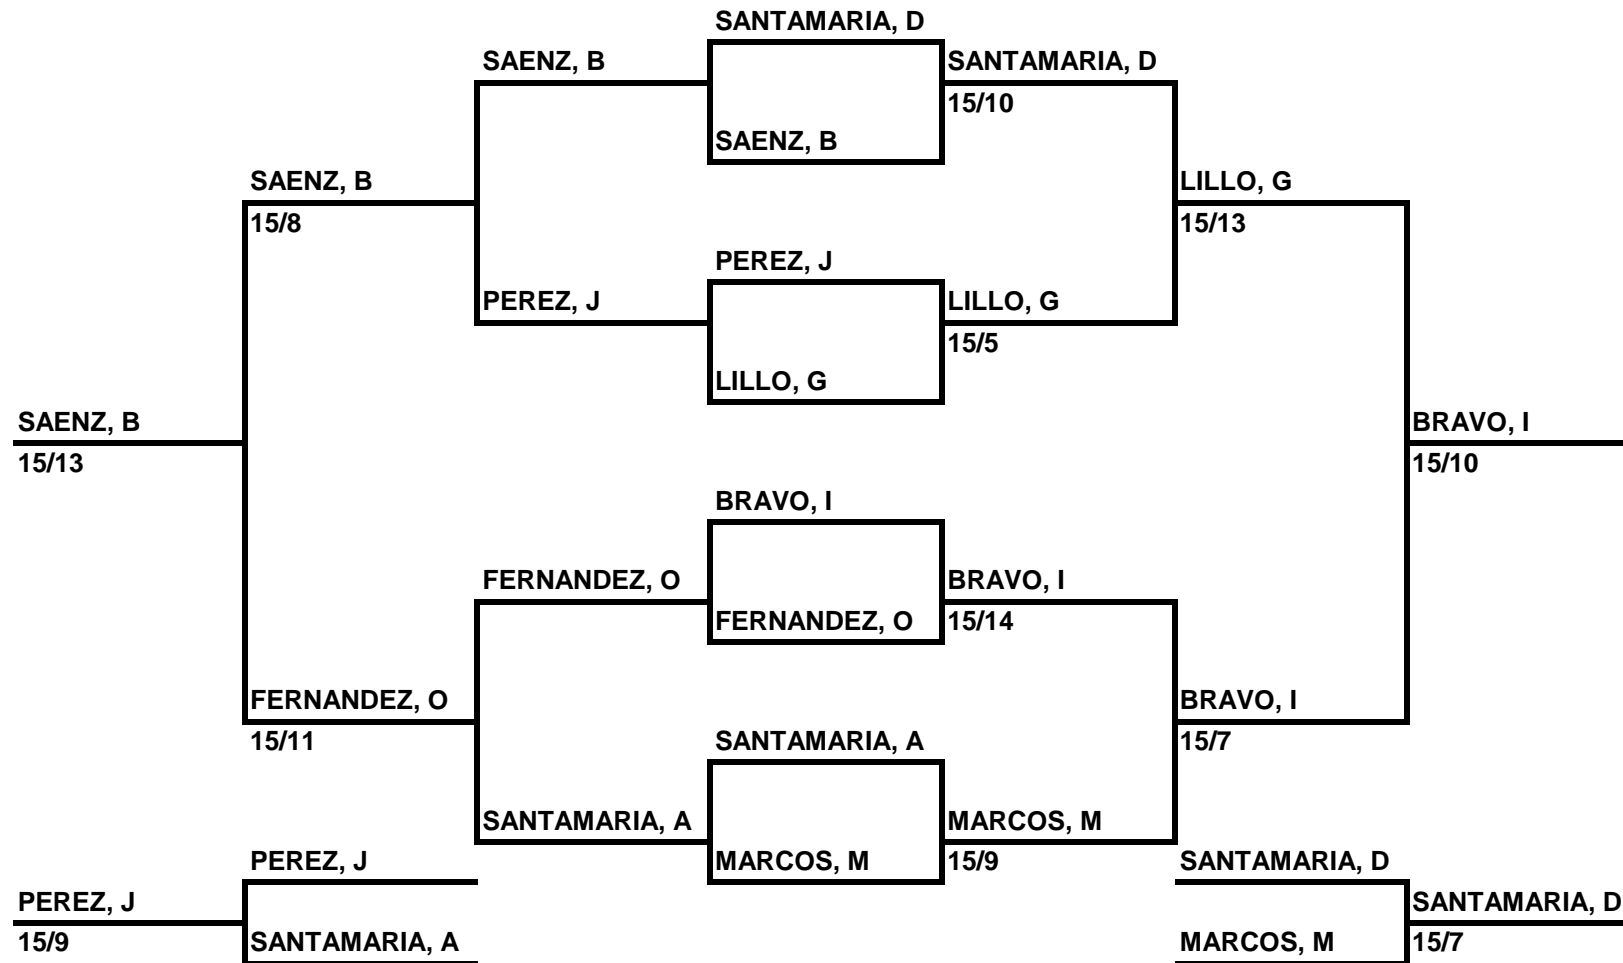 SANTAMARIA, D
SAENZ, B
SANTAMARIA, D
15/10
SAENZ, B
SAENZ, B
LILLO, G
15/8
15/13
PEREZ, J
PEREZ, J
LILLO, G
15/5
LILLO, G
SAENZ, B
BRAVO, I
15/13
15/10
BRAVO, I
FERNANDEZ, O
BRAVO, I
FERNANDEZ, O
15/14
FERNANDEZ, O
BRAVO, I
15/11
SANTAMARIA, A
15/7
SANTAMARIA, A
MARCOS, M
PEREZ, J
MARCOS, M
15/9
SANTAMARIA, D
PEREZ, J
SANTAMARIA, D
15/9
SANTAMARIA, A
MARCOS, M
15/7